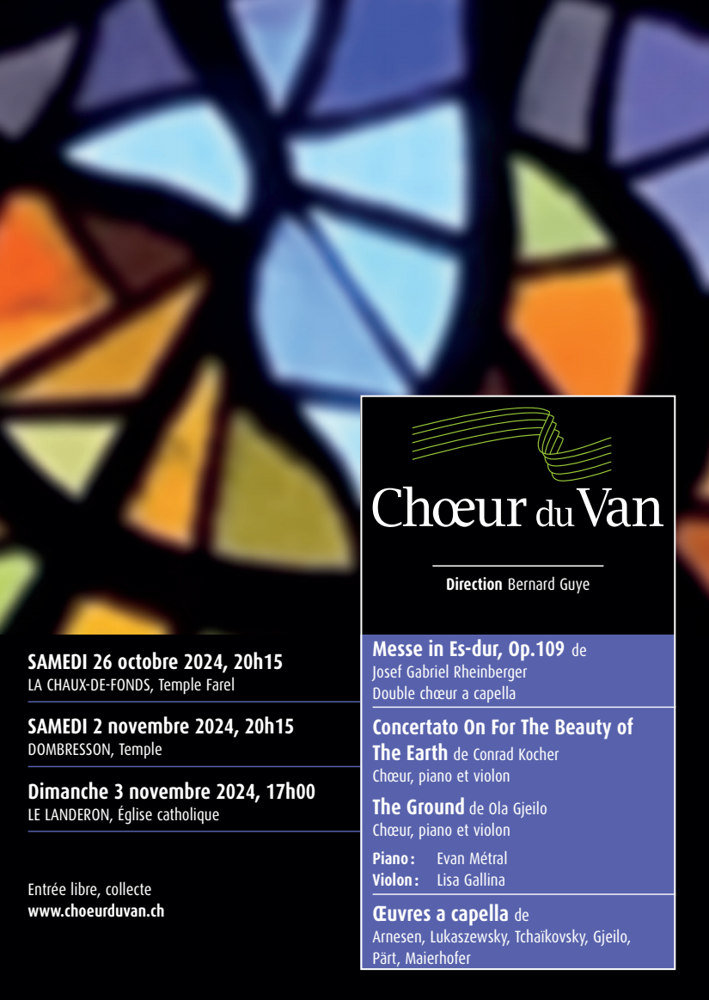 Chœur du Van
Direction Bernard Guye
SAMEDI 26 octobre 2024, 20h15
LA CHAUX-DE-FONDS, Temple Farel
SAMEDI 2 novembre 2024, 20h15
DOMBRESSON, Temple
Dimanche 3 novembre 2024, 17h00
LE LANDERON, Église catholique
Entrée libre, collecte
www.choeurduvan.ch
Messe in Es-dur, Op.109 de
Josef Gabriel Rheinberger
Double chœur a capella
Concertato On For The Beauty of
The Earth de Conrad Kocher
Chœur, piano et violon
The Ground de Ola Gjeilo
Chœur, piano et violon
Piano : Evan Métral
Violon : Lisa Gallina
Œuvres a capella de
Arnesen, Lukaszewsky, Tchaïkovsky, Gjeilo,
Pärt, Maierhofer